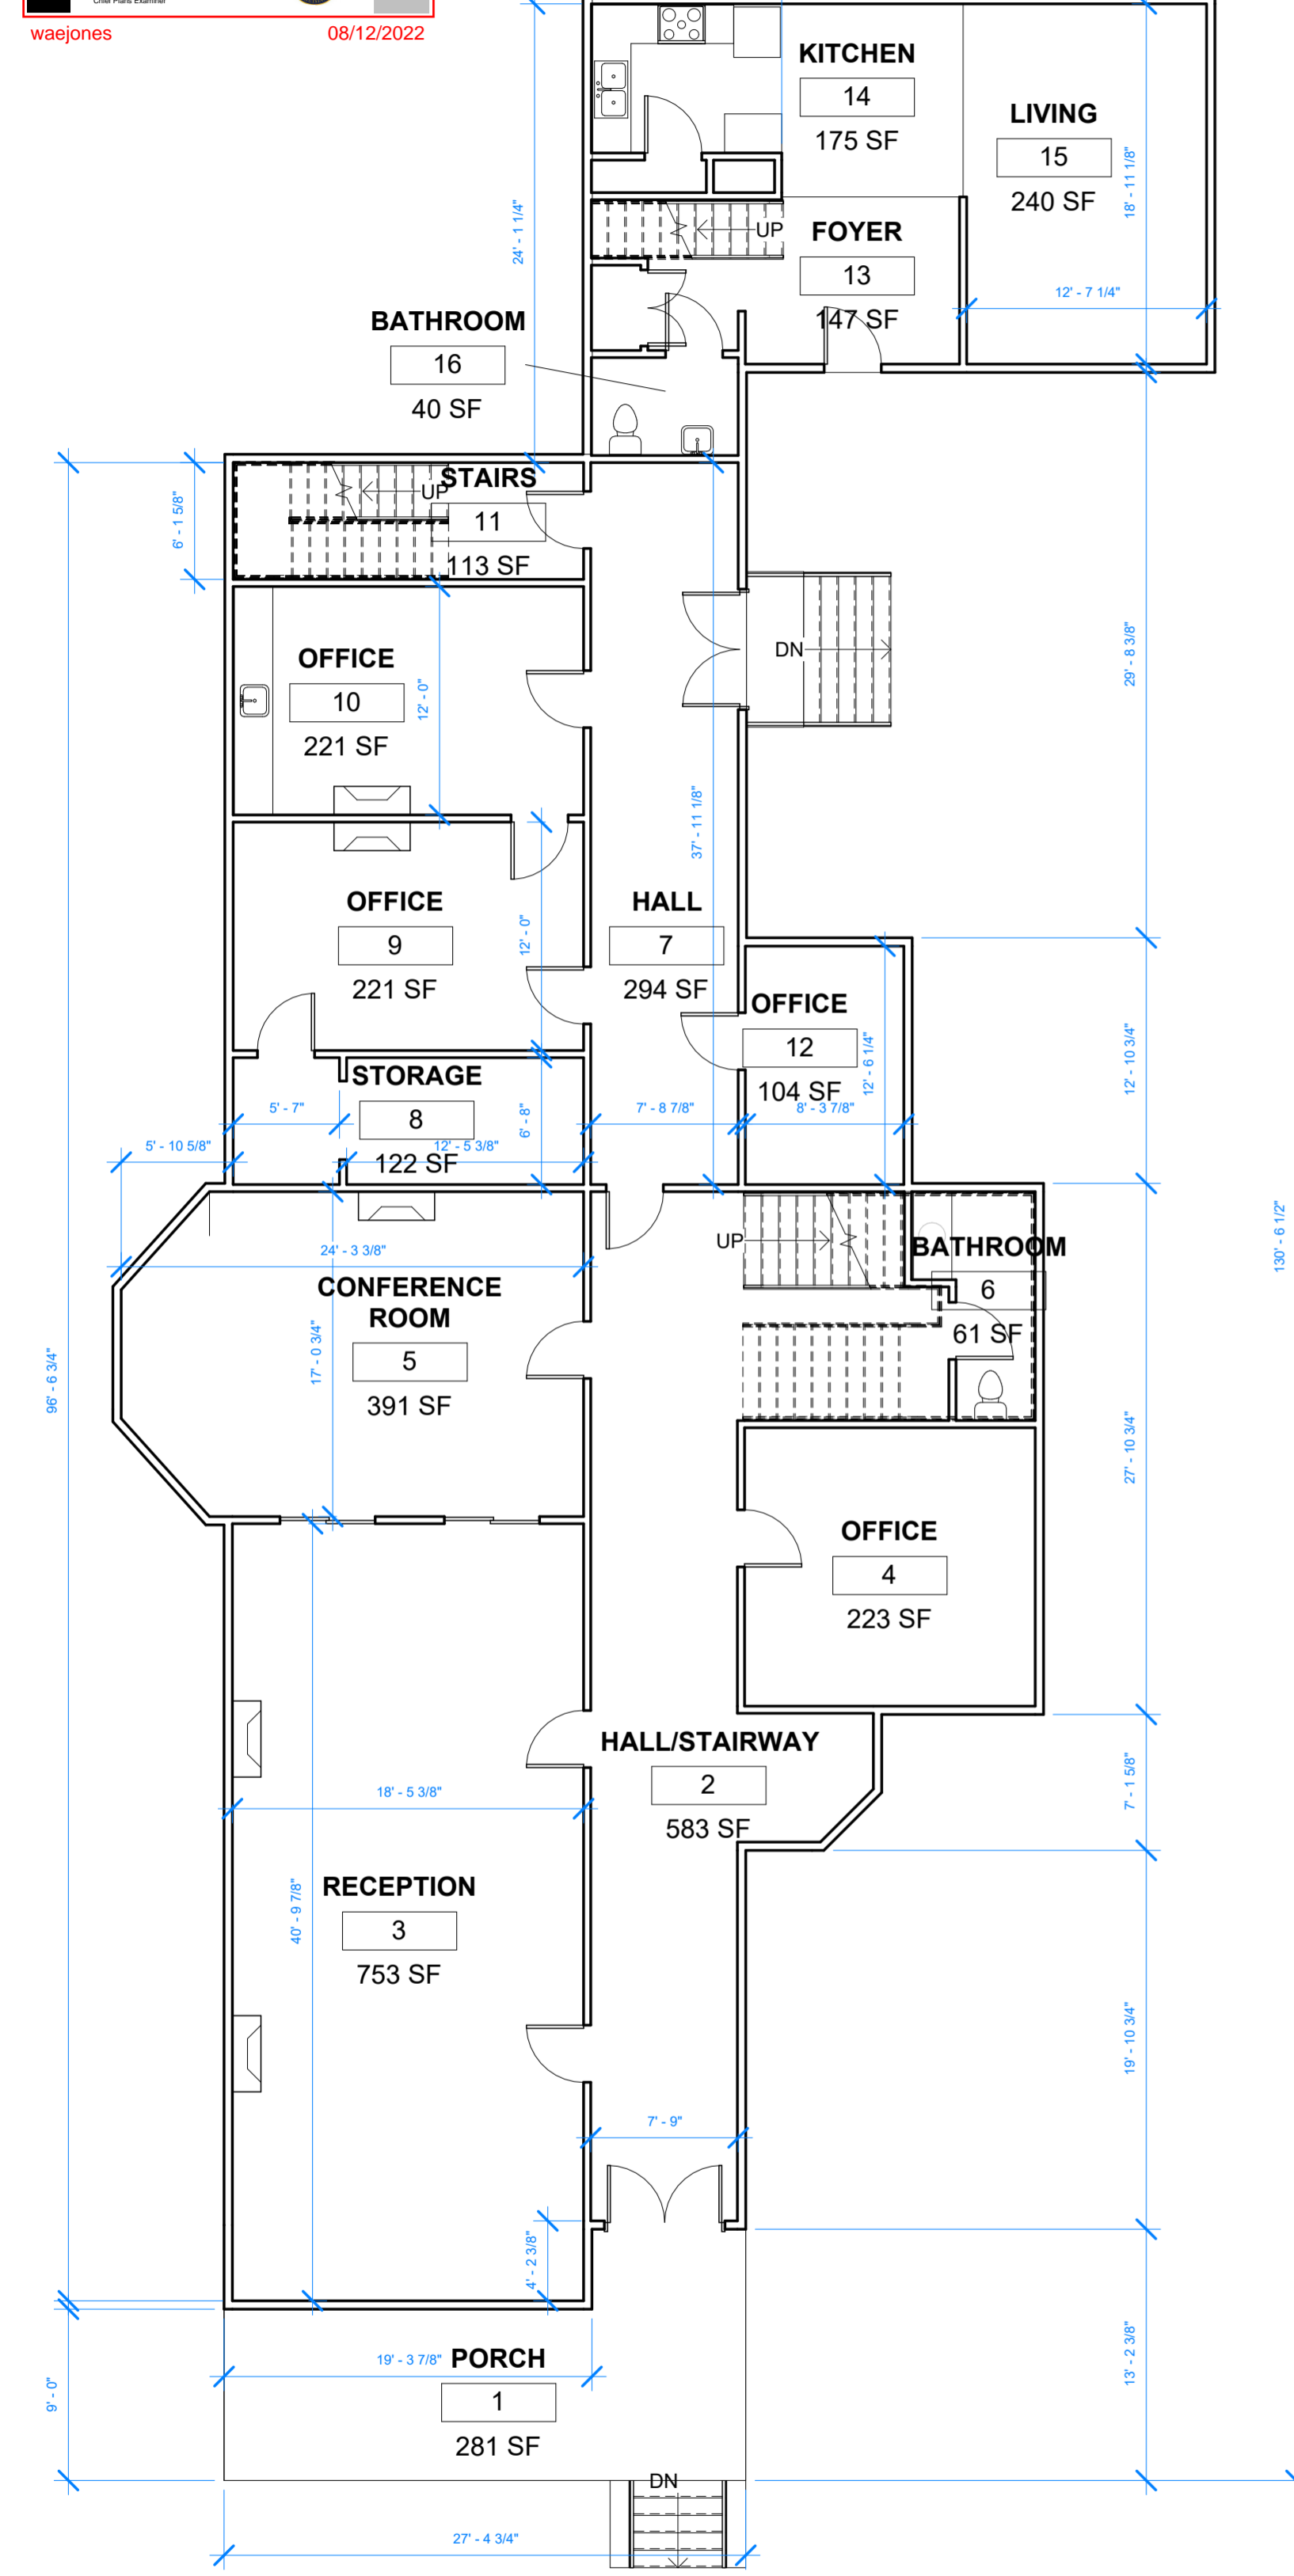 Chief Plans Examiner
waejones 08/12/2022
KITCHEN
14
175 SF
LIVING
15
240 SF
18' - 11 1/8"
24' - 1 1/4"
UP
FOYER
13
147 SF
12' - 7 1/4"
BATHROOM
16
40 SF
STAIRS
UP
11
113 SF
6' - 1 5/8"
OFFICE
10
221 SF
12' - 0"
DN
29' - 8 3/8"
37' - 11 1/8"
OFFICE
9
221 SF
12' - 0"
HALL
7
294 SF
OFFICE
12
104 SF
12' - 6 1/4"
12' - 10 3/4"
STORAGE
8
122 SF
5' - 7"
6' - 8"
7' - 8 7/8"
8' - 3 7/8"
5' - 10 5/8"
12' - 5 3/8"
130' - 6 1/2"
UP
BATHROOM
6
61 SF
24' - 3 3/8"
CONFERENCE
ROOM
5
391 SF
17' - 0 3/4"
96' - 6 3/4"
27' - 10 3/4"
OFFICE
4
223 SF
HALL/STAIRWAY
2
583 SF
7' - 1 5/8"
18' - 5 3/8"
RECEPTION
3
753 SF
40' - 9 7/8"
19' - 10 3/4"
7' - 9"
4' - 2 3/8"
PORCH
19' - 3 7/8"
1
281 SF
9' - 0"
13' - 2 3/8"
DN
27' - 4 3/4"